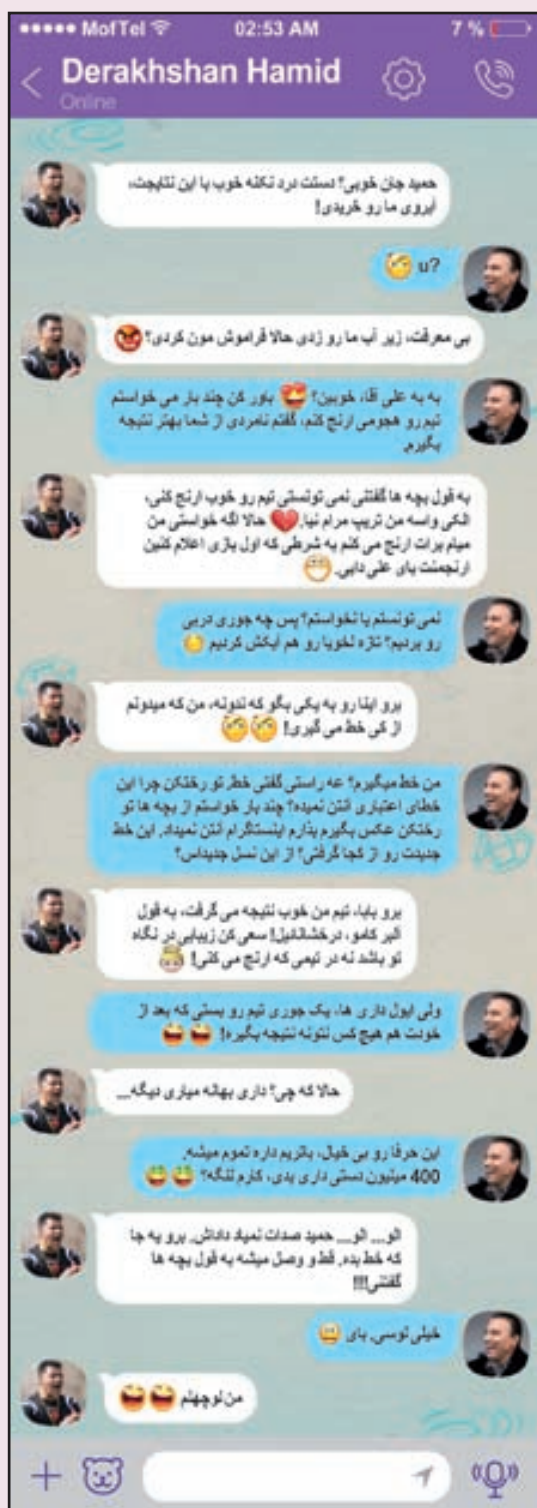 MofTel 02:53 AM 7 %
Derakhshan Hamid
Online
حمید جان خوبی؟ دستت درد نکنه خوب با این نتایجت،
آبروی ما رو خریدی!
u?
بی معرفت، زیر آب ما رو زدی حالا فراموش مون کردی؟
به به علی آقا، خوبین؟ باور کن چند بار می خواستم
تیم رو هجومی ارنج کنم، گفتم نامردی از شما بهتر نتیجه
بگیرم.
به قول بچه ها گفتنی نمی تونستی تیم رو خوب ارنج کنی،
الکی واسه من تریپ مرام نیا. حالا اگه خواستی من
میام برات ارنج می کنم به شرطی که اول بازی اعلام کنین
ارنجمنت بای علی دایی.
نمی تونستم یا نخواستم؟ پس چه جوری دربی
رو بردیم؟ تازه لخویا رو هم آبکش کردیم
برو اینا رو به یکی بگو که ندونه، من که میدونم
از کی خط می گیری!
من خط میگیرم؟ عه راستی گفتی خط، تو رختکن چرا این
خطای اعتباری آنتن نمیده؟ چند بار خواستم از بچه ها تو
رختکن عکس بگیرم بذارم اینستاگرام آنتن نمیداد. این خط
جدیدت رو از کجا گرفتی؟ از این نسل جدیداس؟
برو بابا، تیم من خوب نتیجه می گرفت، به قول
آلبر کامو، درخشانانیل! سعی کن زیبایی در نگاه
تو باشد نه در تیمی که ارنج می کنی!
ولی ایول داری ها، یک جوری تیم رو بستی که بعد از
خودت هم هیچ کس نتونه نتیجه بگیره!
حالا که چی؟ داری بهانه میاری دیگه...
این حرفا رو بی خیال، باتریم داره تموم میشه.
400 میلیون دستی داری بدی، کارم لنگه؟
الو... الو... حمید صدات نمیاد داداش. برو یه جا
که خط بده. قط و وصل میشه به قول بچه ها
گفتنی!!!
خیلی لوسی. بای
من لوچهنم